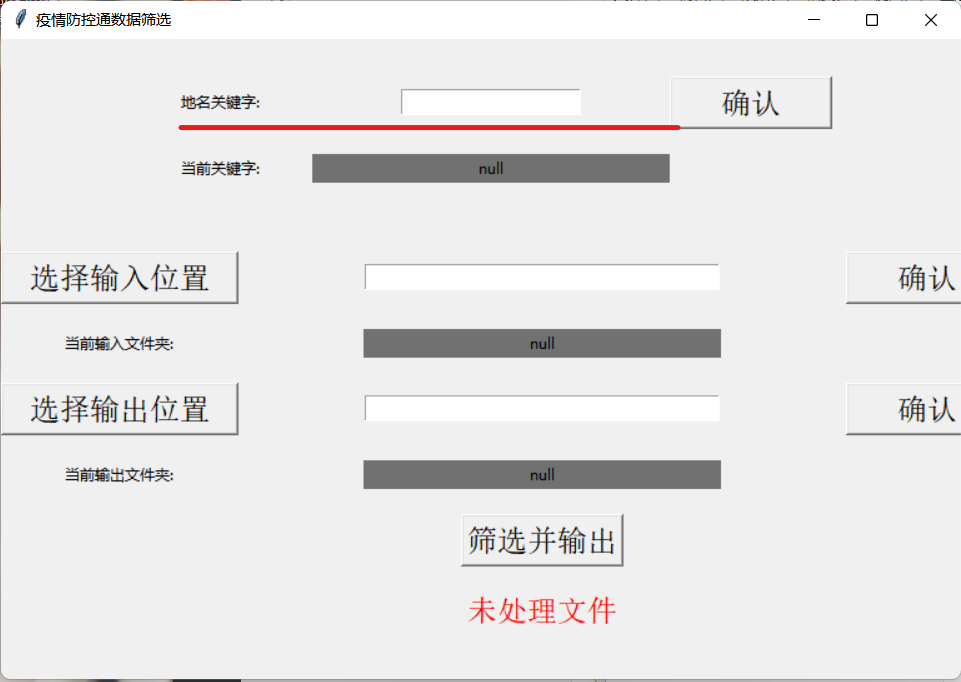 疫情防控通数据筛选
地名关键字: 确认
当前关键字: null
选择输入位置 确认
当前输入文件夹: null
选择输出位置 确认
当前输出文件夹: null
筛选并输出
未处理文件